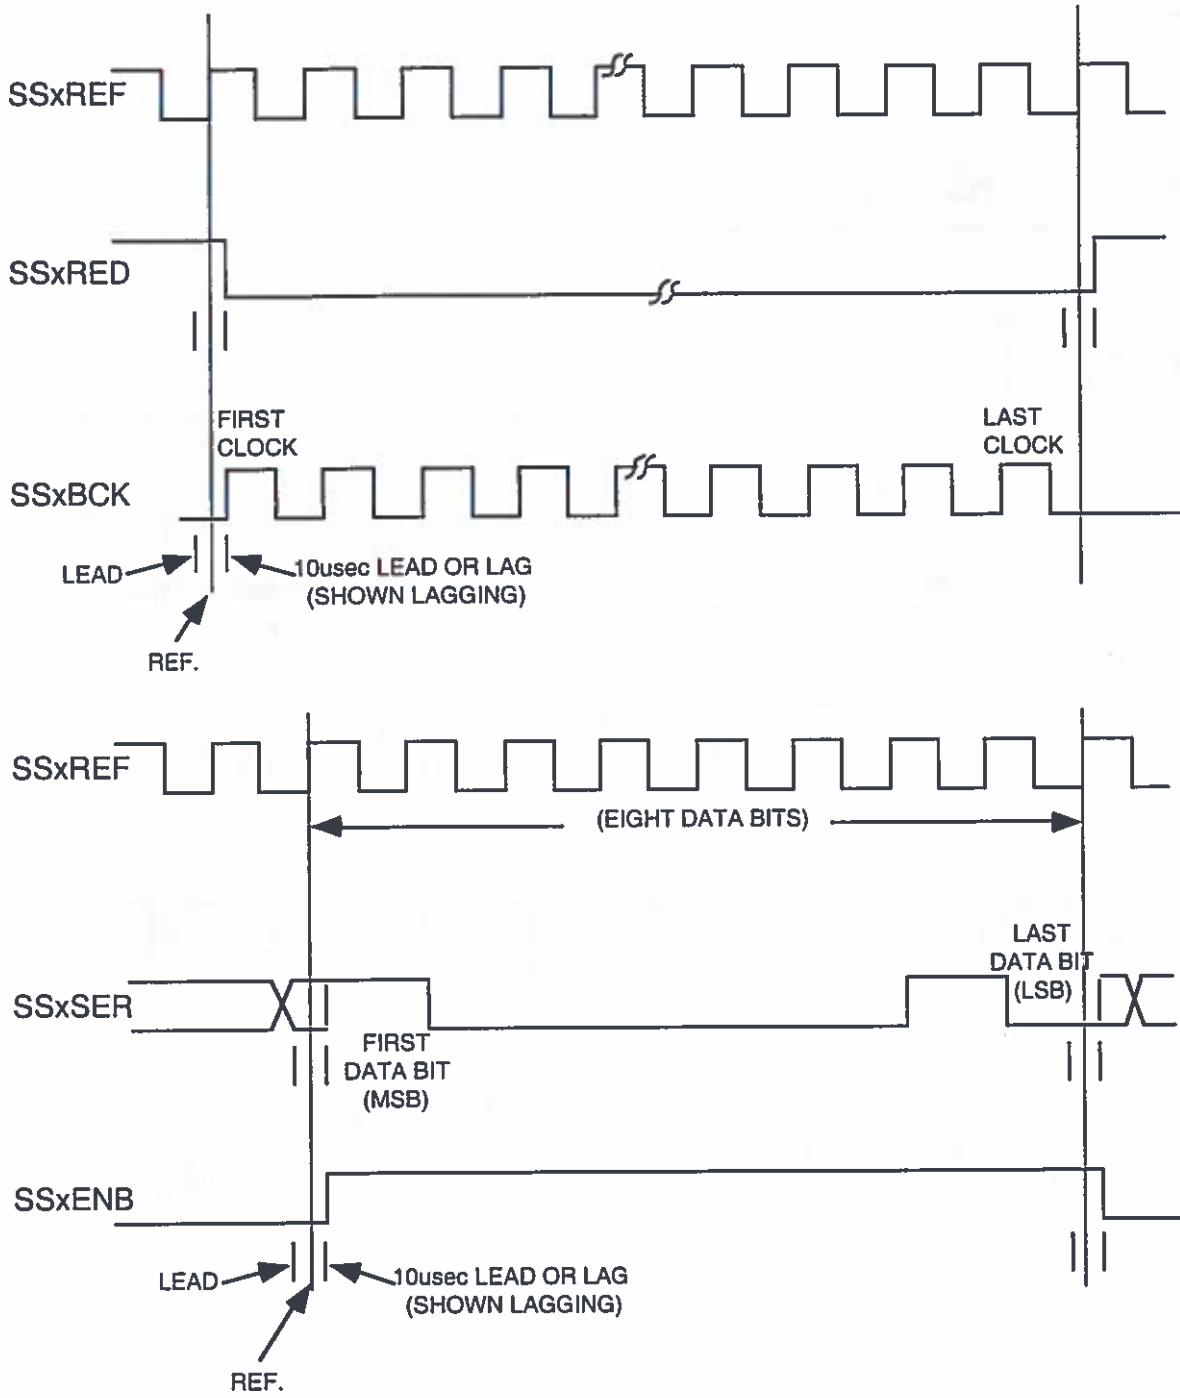 SSxREF
SSxRED
FIRST
CLOCK
LAST
CLOCK
SSxBCK
LEAD
10usec LEAD OR LAG
(SHOWN LAGGING)
REF.
SSxREF
(EIGHT DATA BITS)
LAST
DATA BIT
(LSB)
SSxSER
FIRST
DATA BIT
(MSB)
SSxENB
LEAD
10usec LEAD OR LAG
(SHOWN LAGGING)
REF.